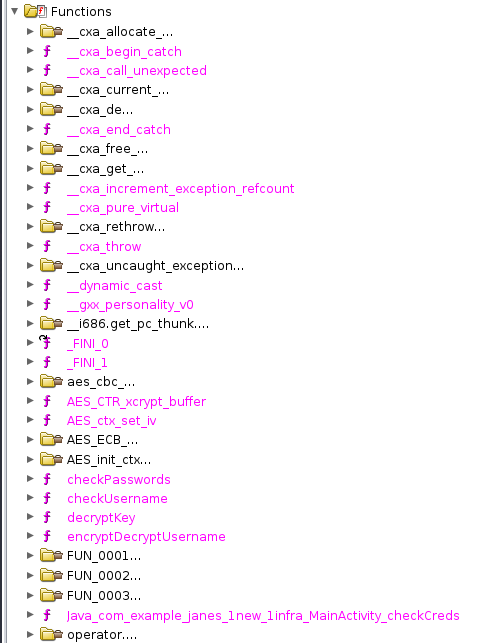 Functions
__cxa_allocate_...
__cxa_begin_catch
__cxa_call_unexpected
__cxa_current_...
__cxa_de...
__cxa_end_catch
__cxa_free_...
__cxa_get_...
__cxa_increment_exception_refcount
__cxa_pure_virtual
__cxa_rethrow...
__cxa_throw
__cxa_uncaught_exception...
__dynamic_cast
__gxx_personality_v0
__i686.get_pc_thunk....
_FINI_0
_FINI_1
aes_cbc_...
AES_CTR_xcrypt_buffer
AES_ctx_set_iv
AES_ECB_...
AES_init_ctx...
checkPasswords
checkUsername
decryptKey
encryptDecryptUsername
FUN_0001...
FUN_0002...
FUN_0003...
Java_com_example_janes_1new_1infra_MainActivity_checkCreds
operator....